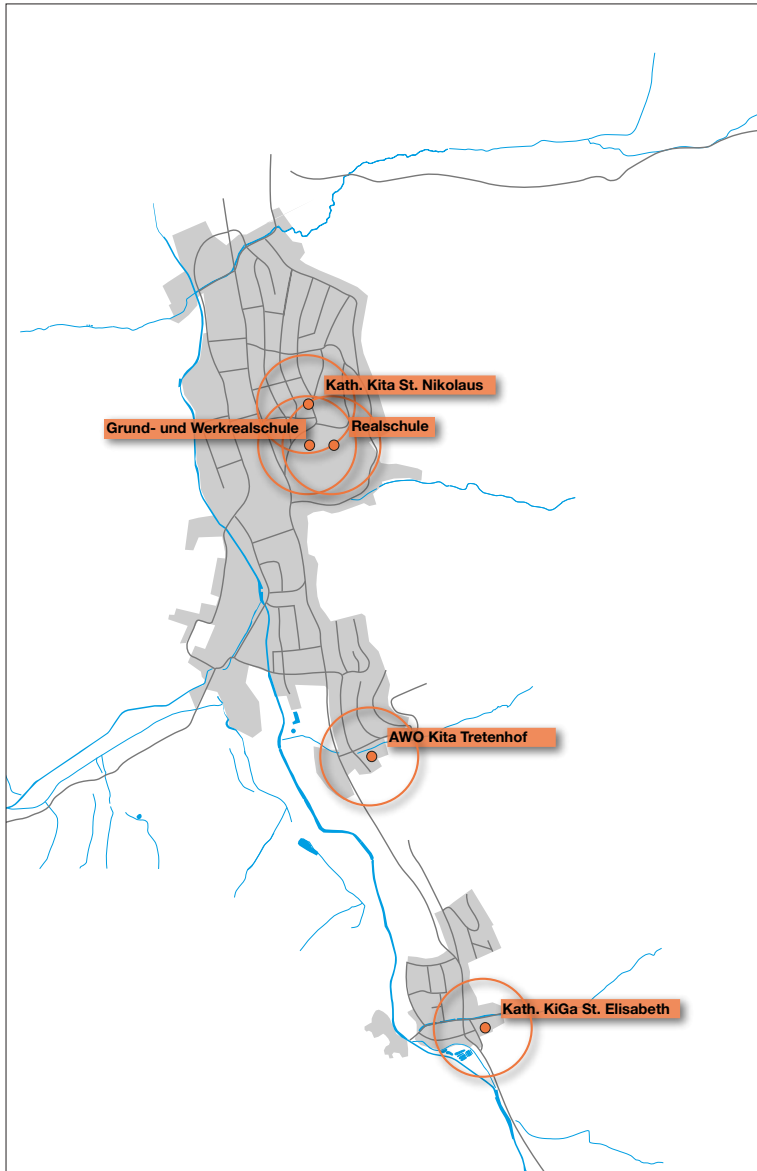 Kath. Kita St. Nikolaus
Grund- und Werkrealschule
Realschule
AWO Kita Tretenhof
Kath. KiGa St. Elisabeth